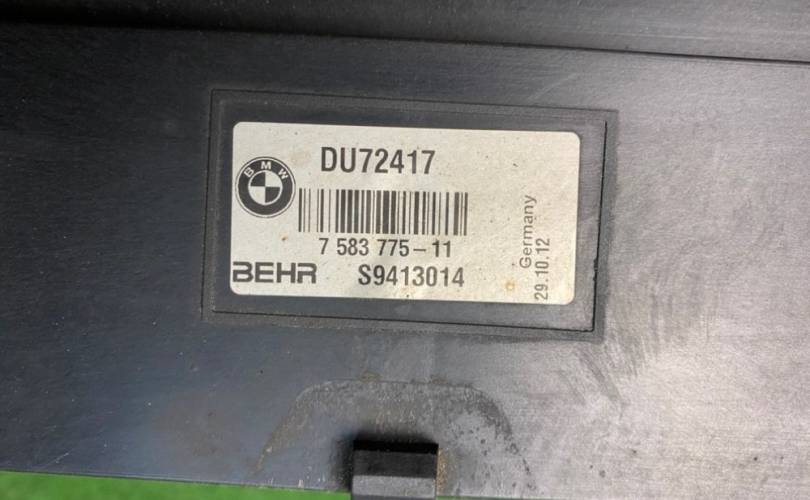 DU72417
BMW
7 583 775-11
BEHR S9413014
Germany
29.10.12